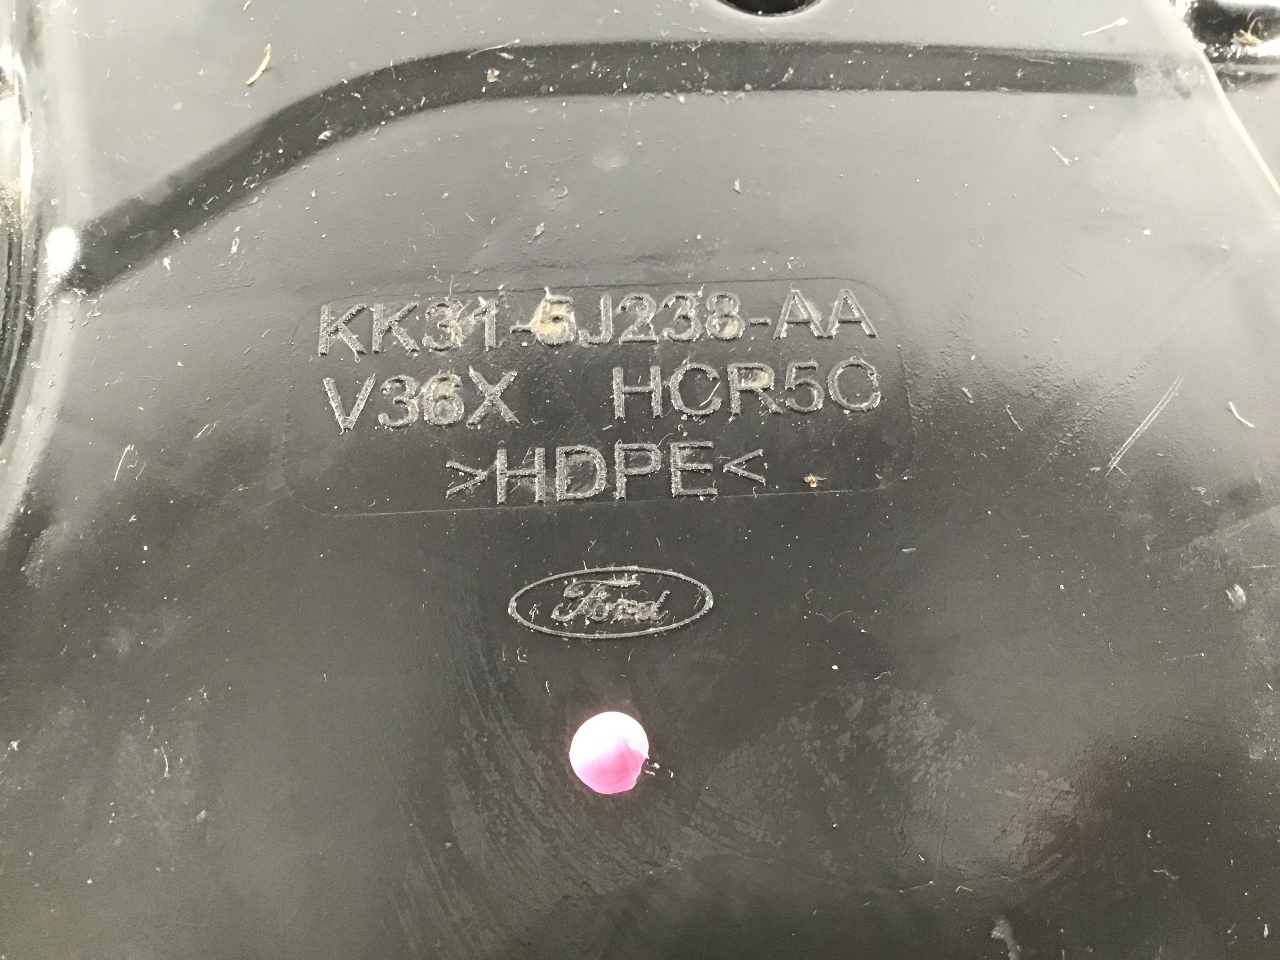 KK31-5J238-AA
V36X HCR5C
>HDPE<
Ford